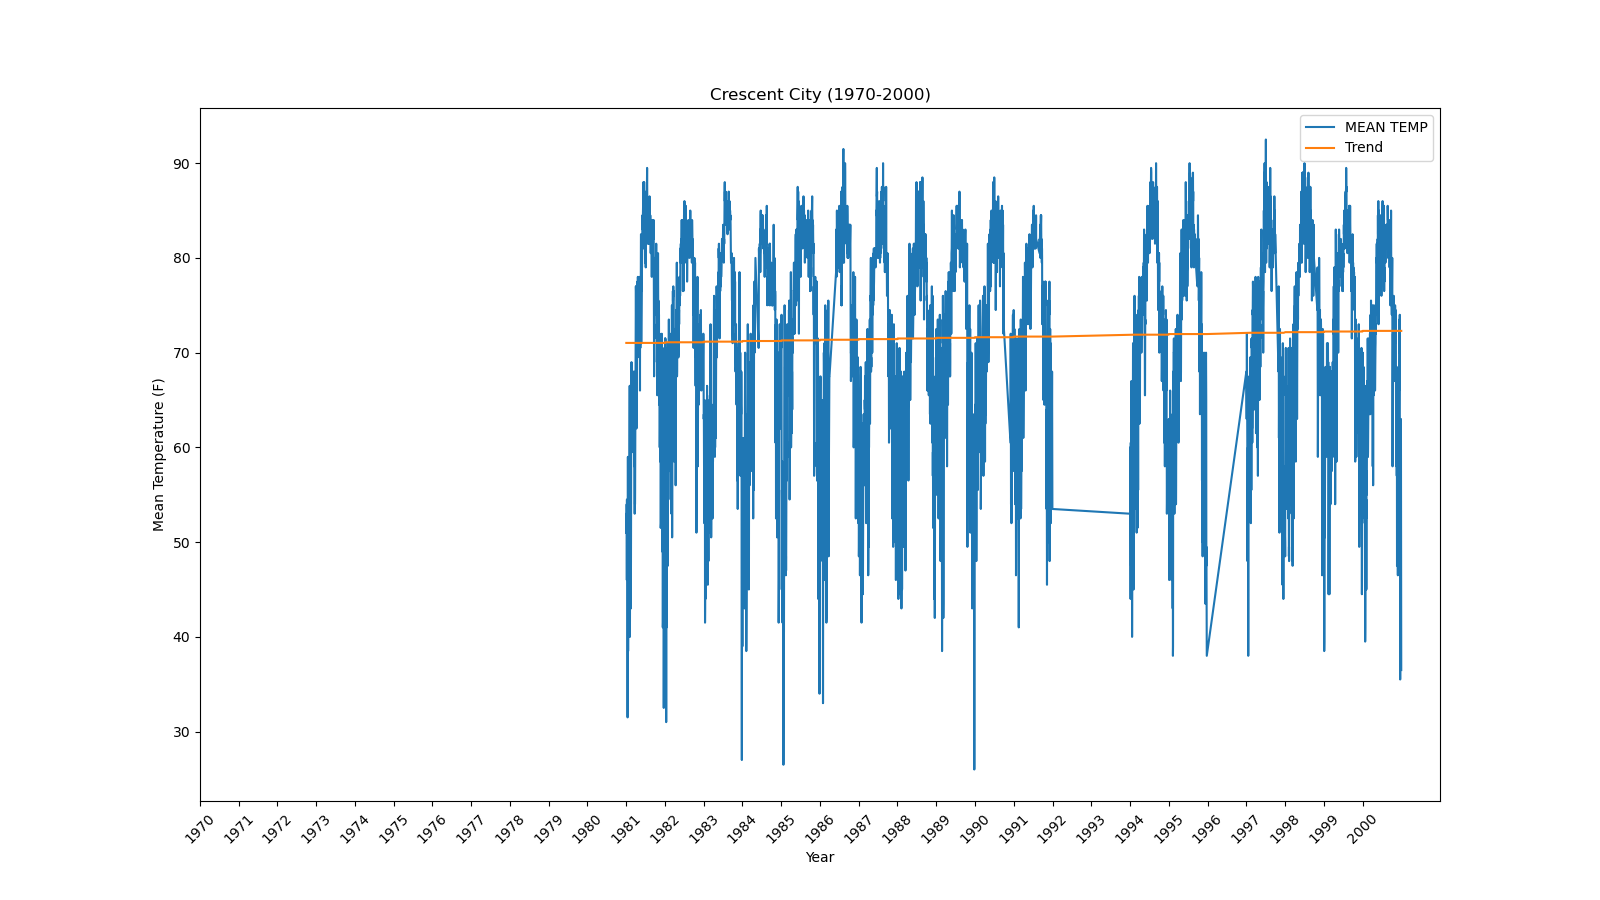 Crescent City (1970-2000)
MEAN TEMP
Trend
90
80
70
60
50
40
30
Mean Temperature (F)
1970 1971 1972 1973 1974 1975 1976 1977 1978 1979 1980 1981 1982 1983 1984 1985 1986 1987 1988 1989 1990 1991 1992 1993 1994 1995 1996 1997 1998 1999 2000
Year